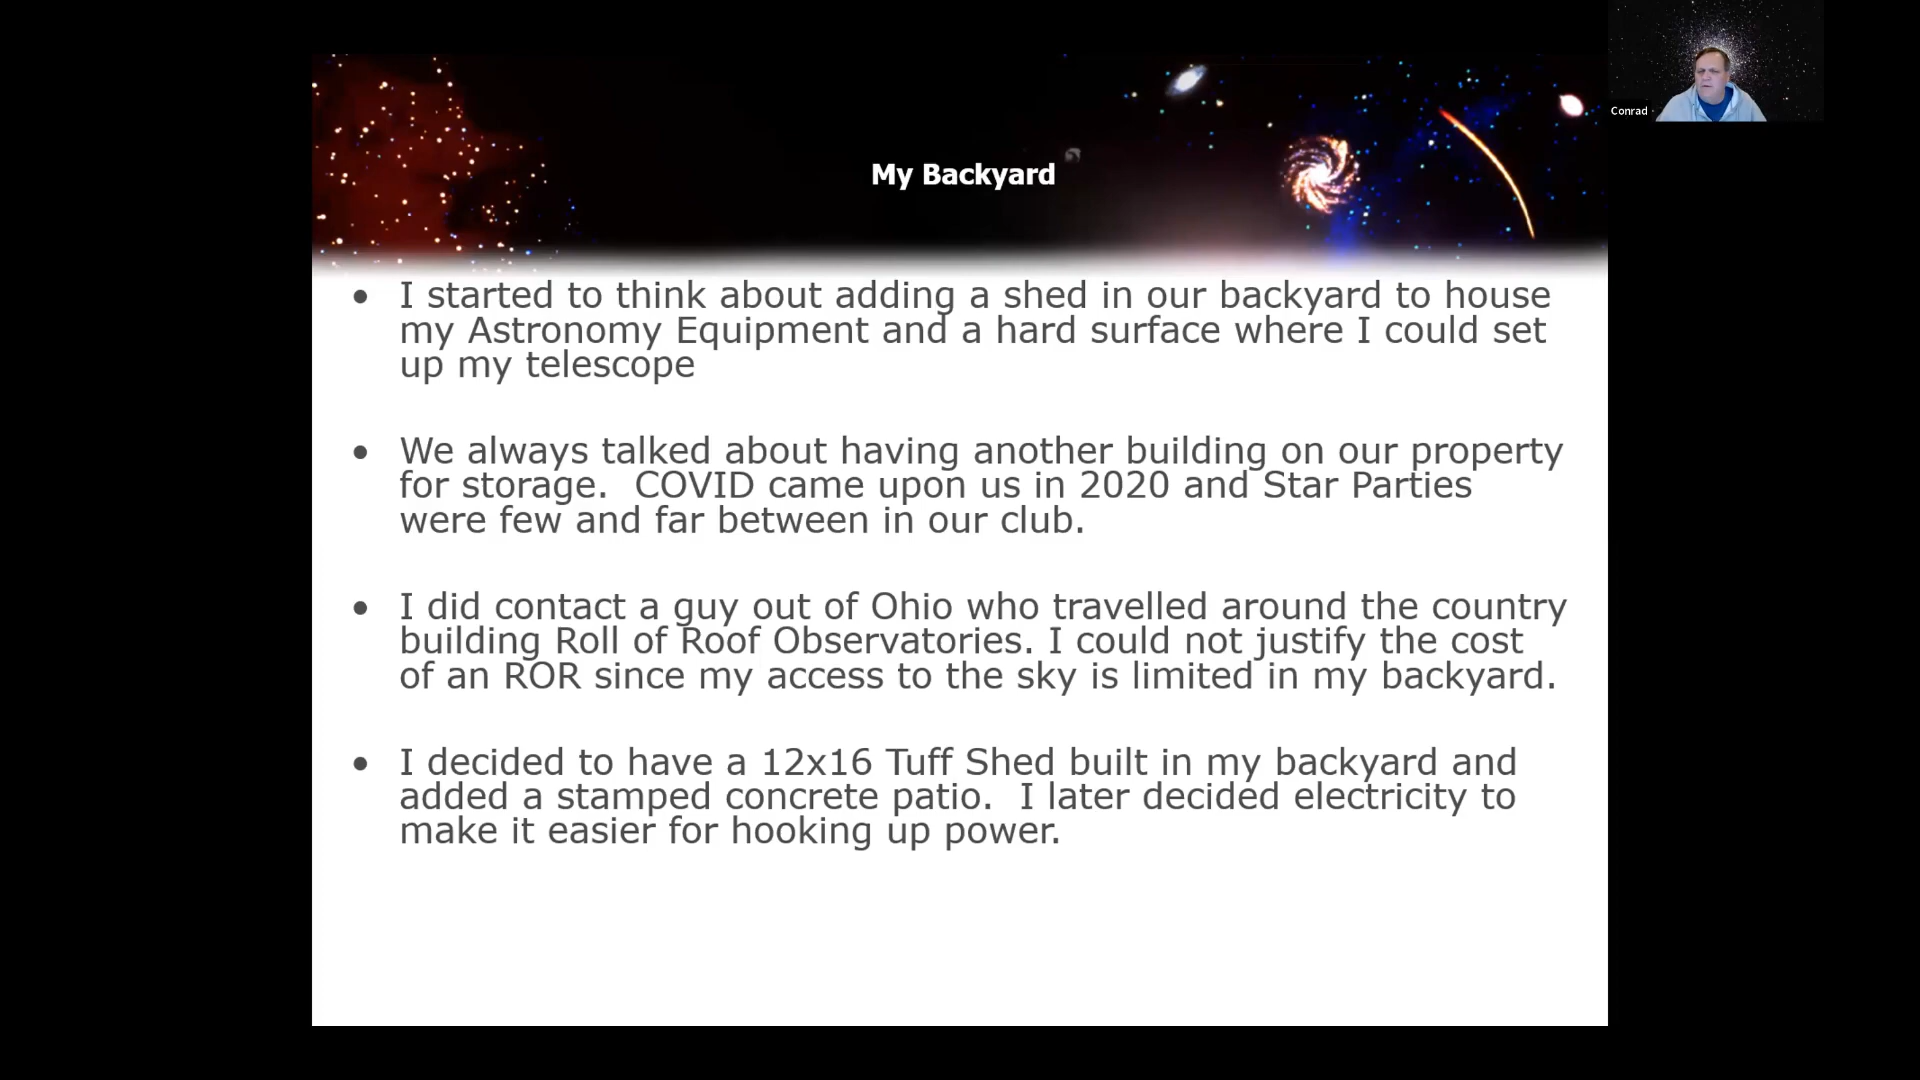 Conrad
My Backyard
• I started to think about adding a shed in our backyard to house
my Astronomy Equipment and a hard surface where I could set
up my telescope
• We always talked about having another building on our property
for storage.  COVID came upon us in 2020 and Star Parties
were few and far between in our club.
• I did contact a guy out of Ohio who travelled around the country
building Roll of Roof Observatories. I could not justify the cost
of an ROR since my access to the sky is limited in my backyard.
• I decided to have a 12x16 Tuff Shed built in my backyard and
added a stamped concrete patio.  I later decided electricity to
make it easier for hooking up power.